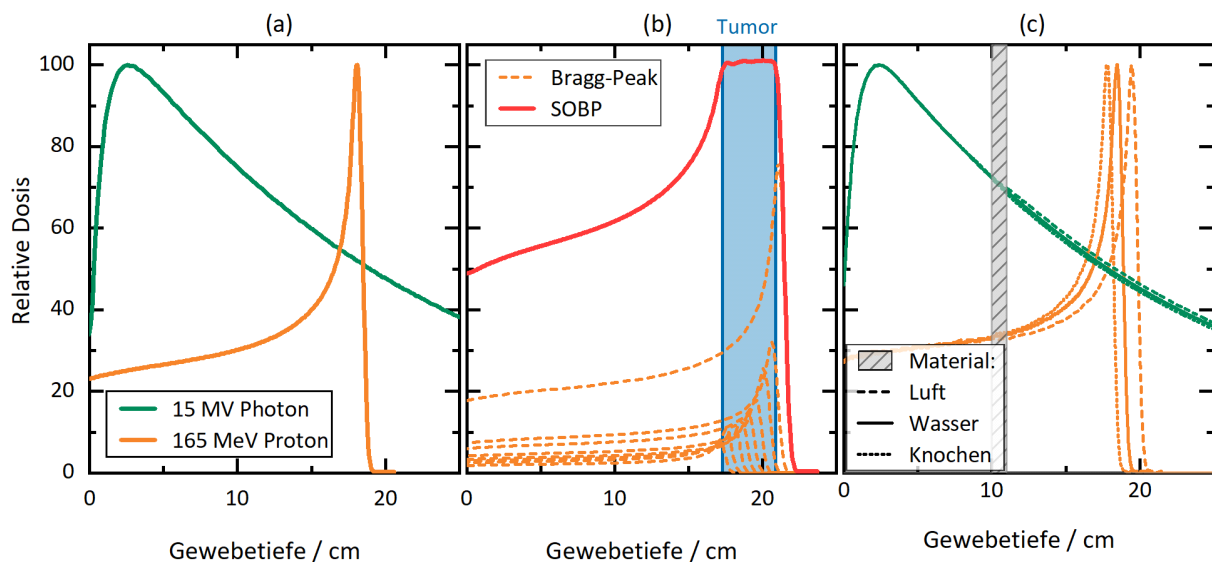 (a)
(b)
(c)
Tumor
Relative Dosis
100
80
60
40
20
0
15 MV Photon
165 MeV Proton
0
10
20
Gewebetiefe / cm
Bragg-Peak
SOBP
0
10
20
Gewebetiefe / cm
Material:
Luft
Wasser
Knochen
0
10
20
Gewebetiefe / cm